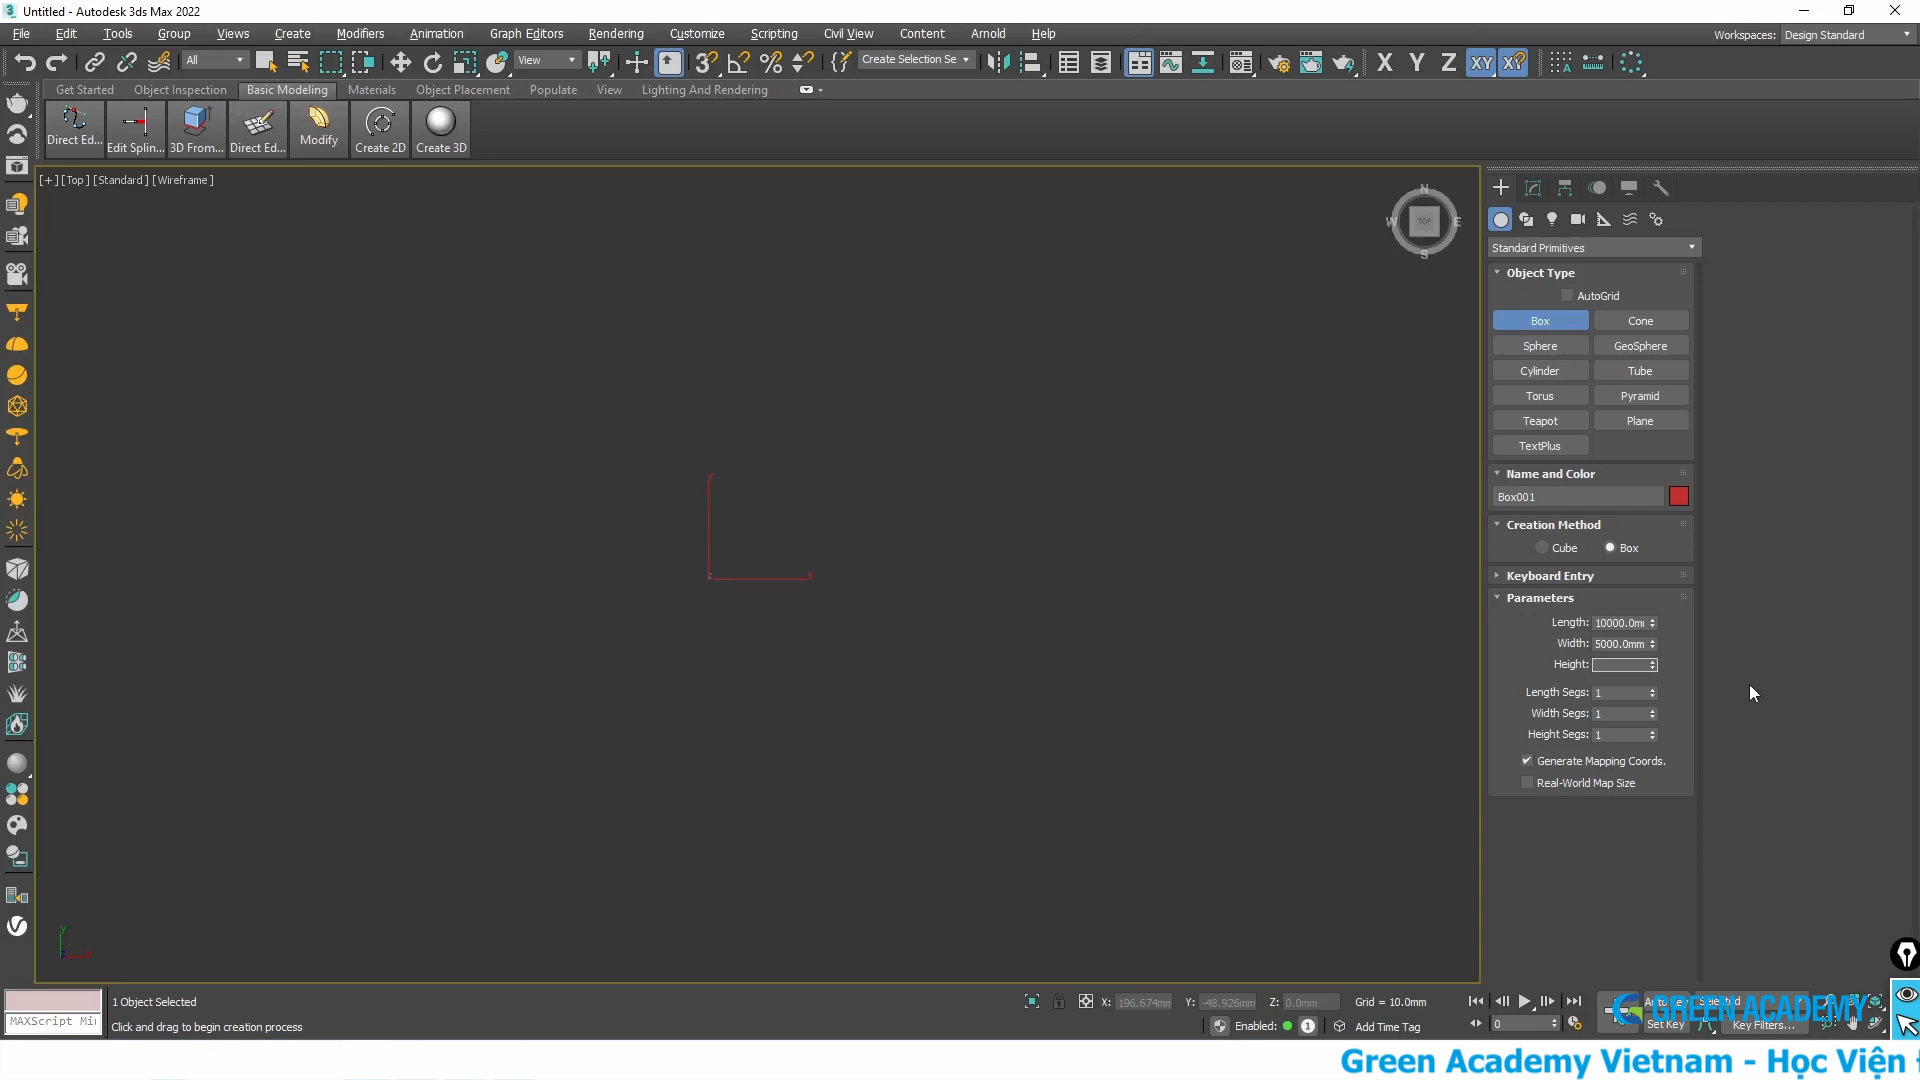 Untitled - Autodesk 3ds Max 2022
File Edit Tools Group Views Create Modifiers Animation Graph Editors Rendering Customize Scripting Civil View Content Arnold Help
Workspaces: Design Standard
All View Create Selection Se X Y Z XY XY
Get Started Object Inspection Basic Modeling Materials Object Placement Populate View Lighting And Rendering
Direct Ed... Edit Splin... 3D From... Direct Ed... Modify Create 2D Create 3D
[+] [Top] [Standard] [Wireframe]
N
W TOP E
S
Standard Primitives
Object Type
AutoGrid
Box Cone
Sphere GeoSphere
Cylinder Tube
Torus Pyramid
Teapot Plane
TextPlus
Name and Color
Box001
Creation Method
Cube Box
Keyboard Entry
Parameters
Length: 10000.0m
Width: 5000.0mm
Height:
Length Segs: 1
Width Segs: 1
Height Segs: 1
Generate Mapping Coords.
Real-World Map Size
y
z x
y
1 Object Selected
X: 196.674mm Y: -48.926mm Z: 0.0mm Grid = 10.0mm
MAXScript Mi
Click and drag to begin creation process
Enabled: 1 Add Time Tag
0
Set Key Key Filters...
GREEN ACADEMY
Green Academy Vietnam - Học Viện